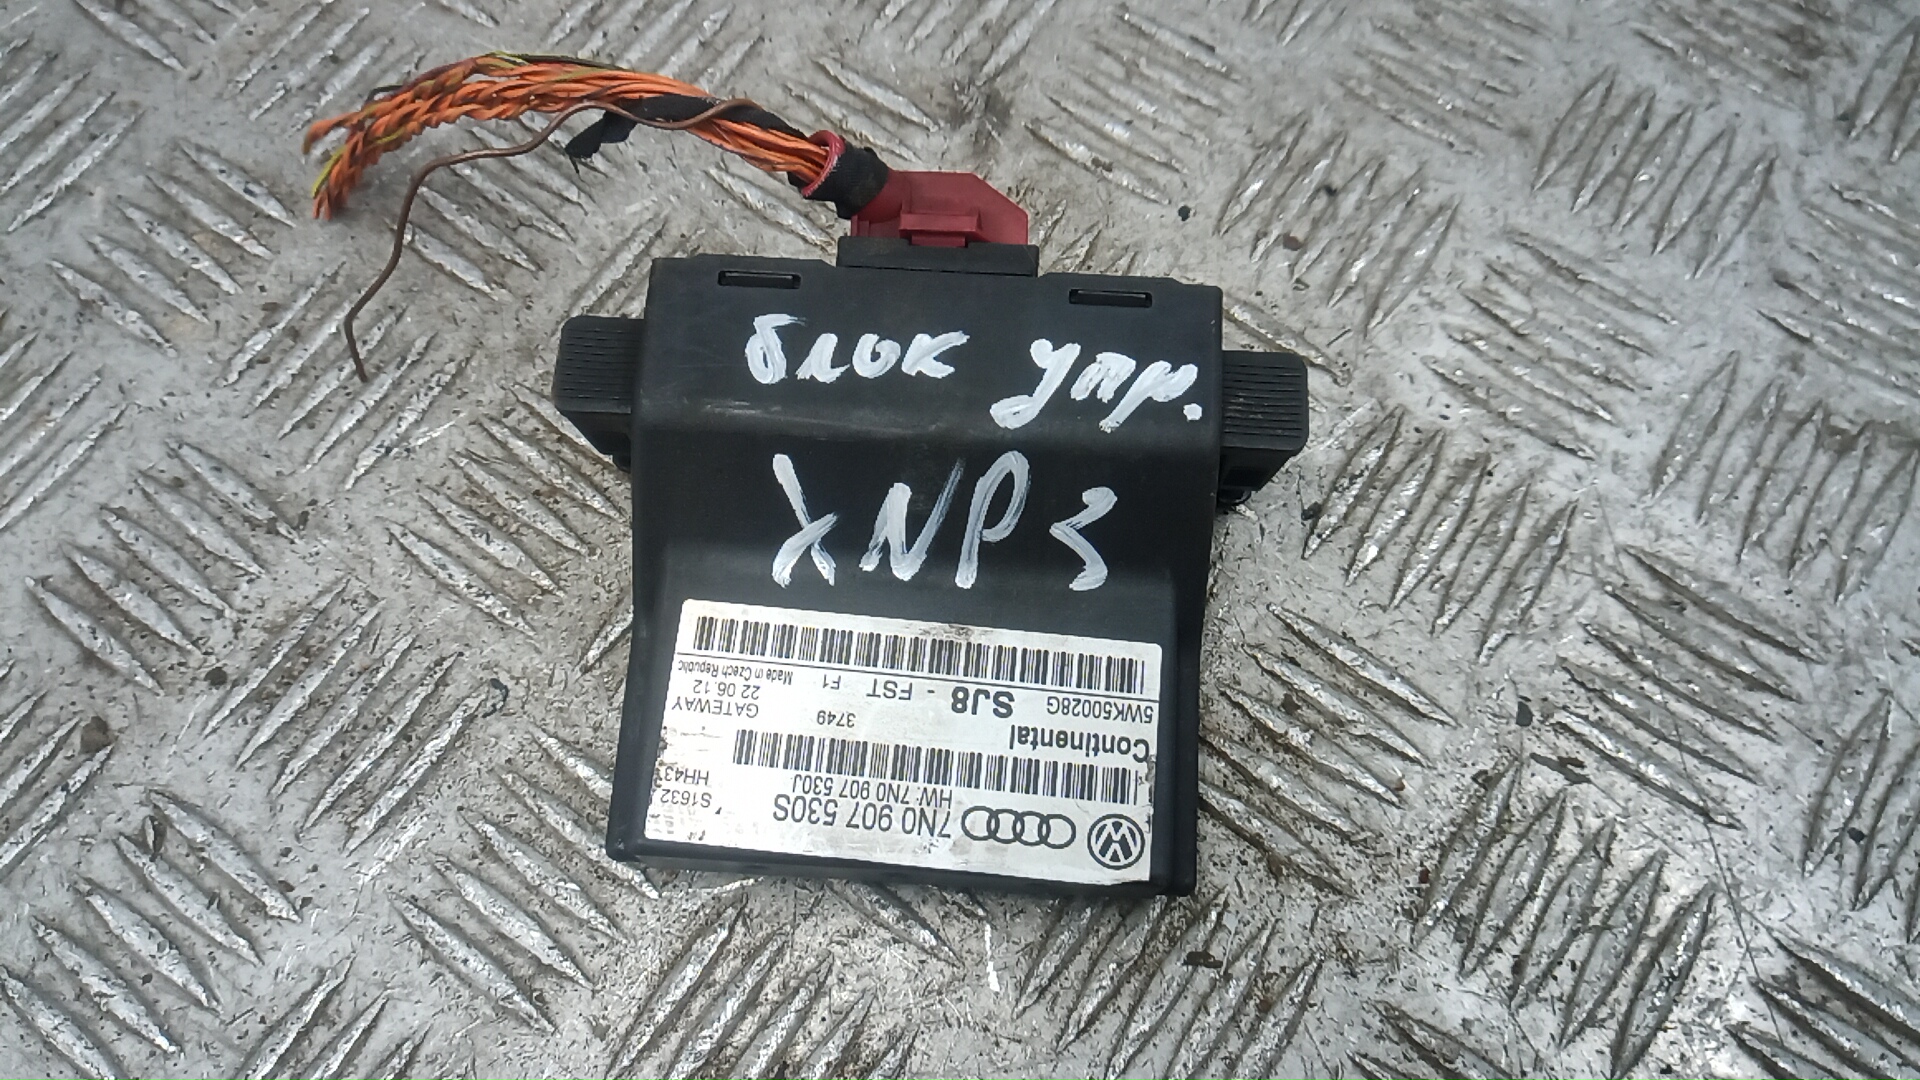 блок упр.
XNP3
7N0 907 530S
HW: 7N0 907 530J
S1632
HH43
Continental
3749
GATEWAY
5WK50028G
SJ8 - FST F1
22.06.12
Made in Czech Republic